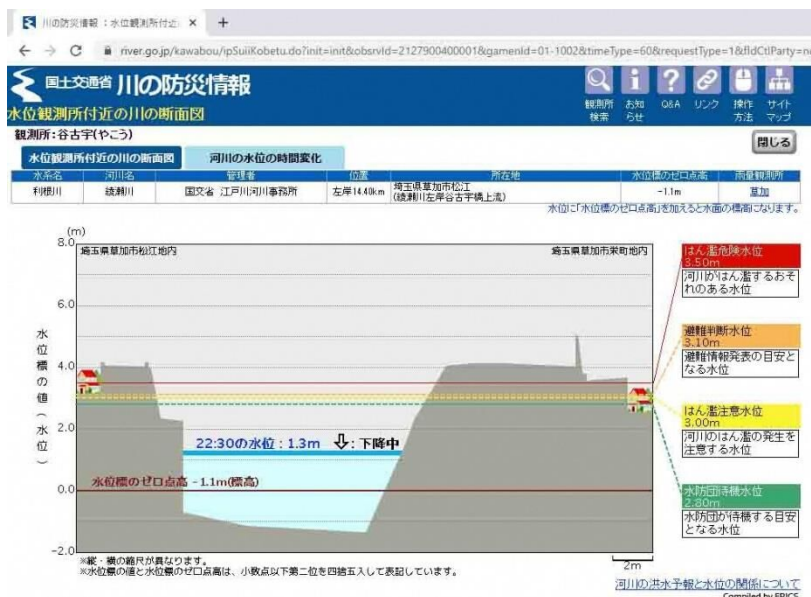 川の防災情報 : 水位観測所付近
river.go.jp/kawabou/ipSuiiKobetu.do?init=init&obsrvId=2127900400001&gamenId=01-1002&timeType=60&requestType=1&fldCtlParty=no
国土交通省 川の防災情報
水位観測所付近の川の断面図
観測所検索
お知らせ
Q&A
リンク
操作方法
サイトマップ
観測所:谷古宇(やこう)
閉じる
水位観測所付近の川の断面図 河川の水位の時間変化
水系名 河川名 管理者 位置 所在地 水位標のゼロ点高 雨量観測所
利根川 綾瀬川 国交省 江戸川河川事務所 左岸14.40km 埼玉県草加市松江 -1.1m 草加
(綾瀬川左岸谷古宇橋上流)
水位に「水位標のゼロ点高」を加えると水面の標高になります。
(m)
8.0
埼玉県草加市松江地内 埼玉県草加市栄町地内
6.0
4.0
2.0
0.0
-2.0
水位標の値(水位)
22:30の水位 : 1.3m ⇩ : 下降中
水位標のゼロ点高 -1.1m(標高)
はん濫危険水位
3.50m
河川がはん濫するおそ
れのある水位
避難判断水位
3.10m
避難情報発表の目安と
なる水位
はん濫注意水位
3.00m
河川のはん濫の発生を
注意する水位
水防団待機水位
2.80m
水防団が待機する目安
となる水位
※縦・横の縮尺が異なります。
※水位標の値と水位標のゼロ点高は、小数点以下第二位を四捨五入して表記しています。
2m
河川の洪水予報と水位の関係について
Compiled by FRICS